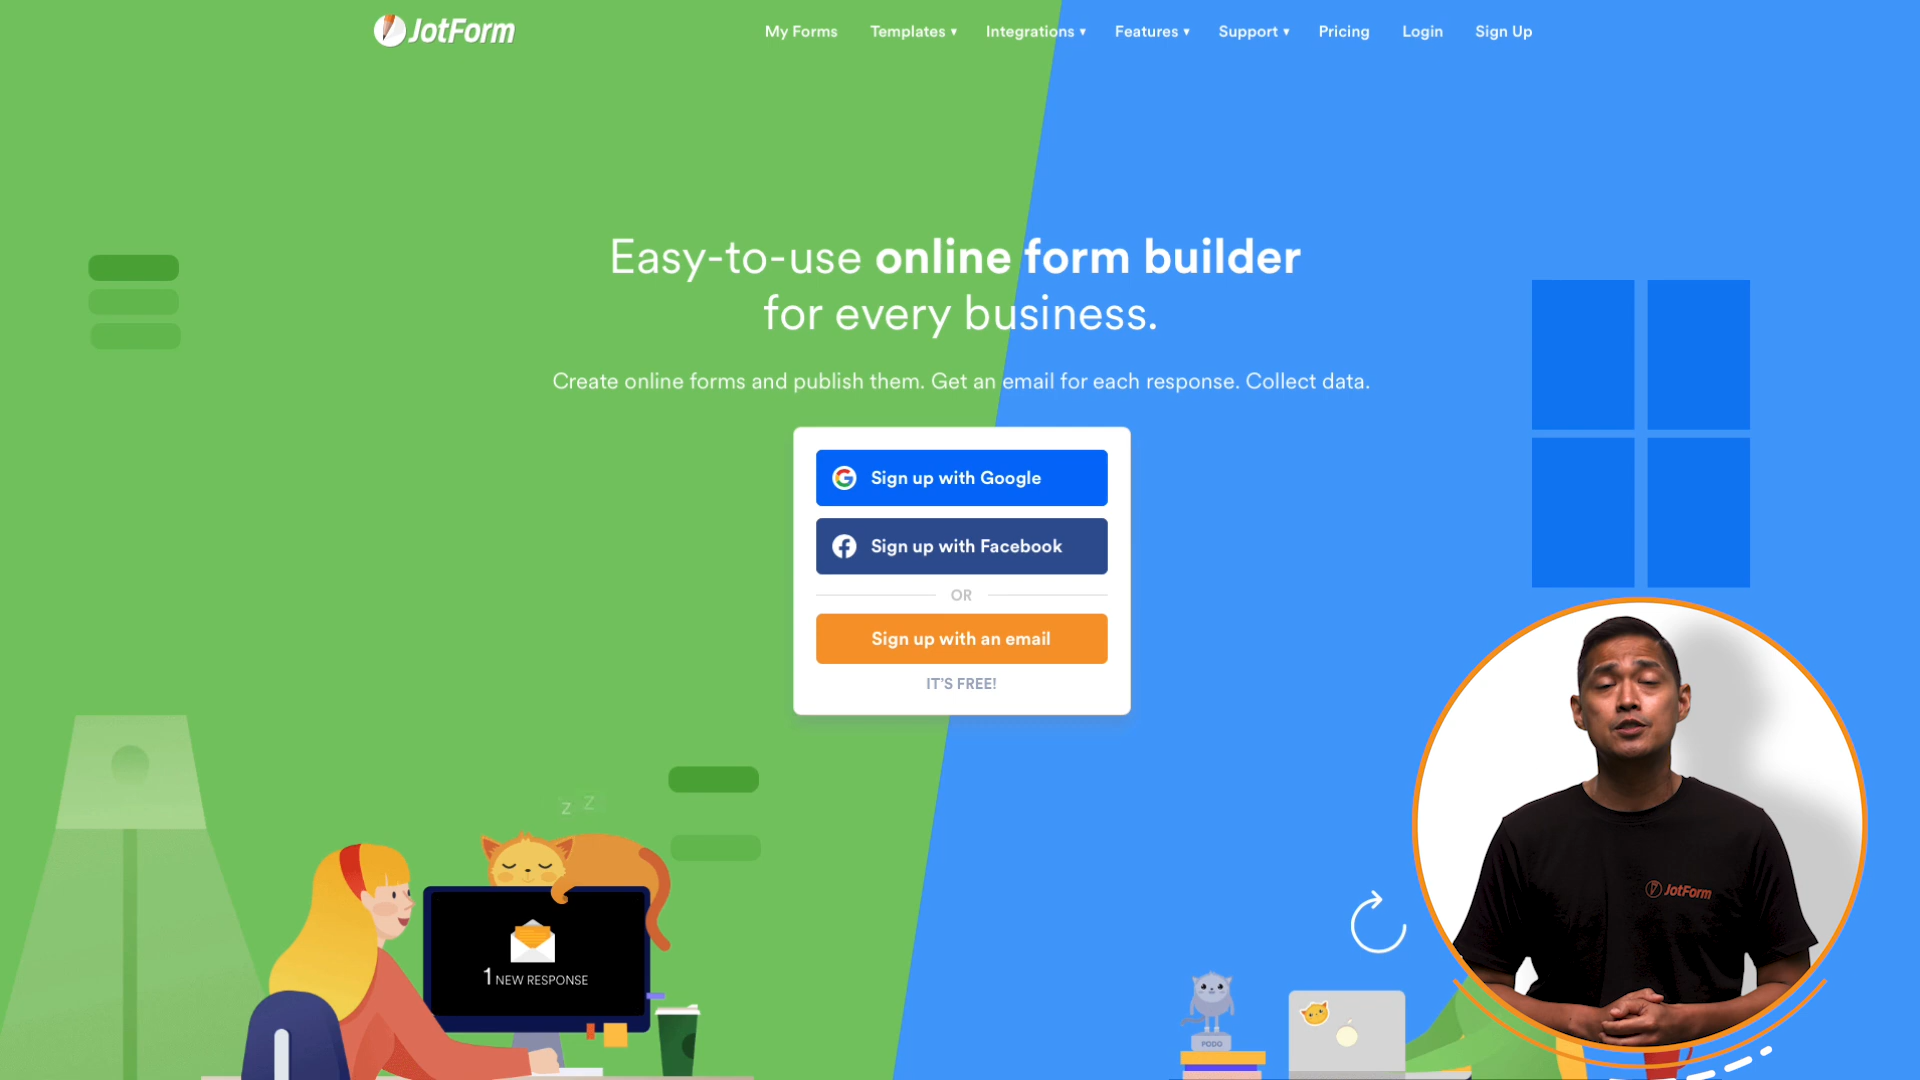 JotForm
My Forms Templates ▾ Integrations ▾ Features ▾ Support ▾ Pricing Login Sign Up
Easy-to-use online form builder
for every business.
Create online forms and publish them. Get an email for each response. Collect data.
Sign up with Google
Sign up with Facebook
OR
Sign up with an email
IT'S FREE!
z z
1 NEW RESPONSE
JotForm
PODO